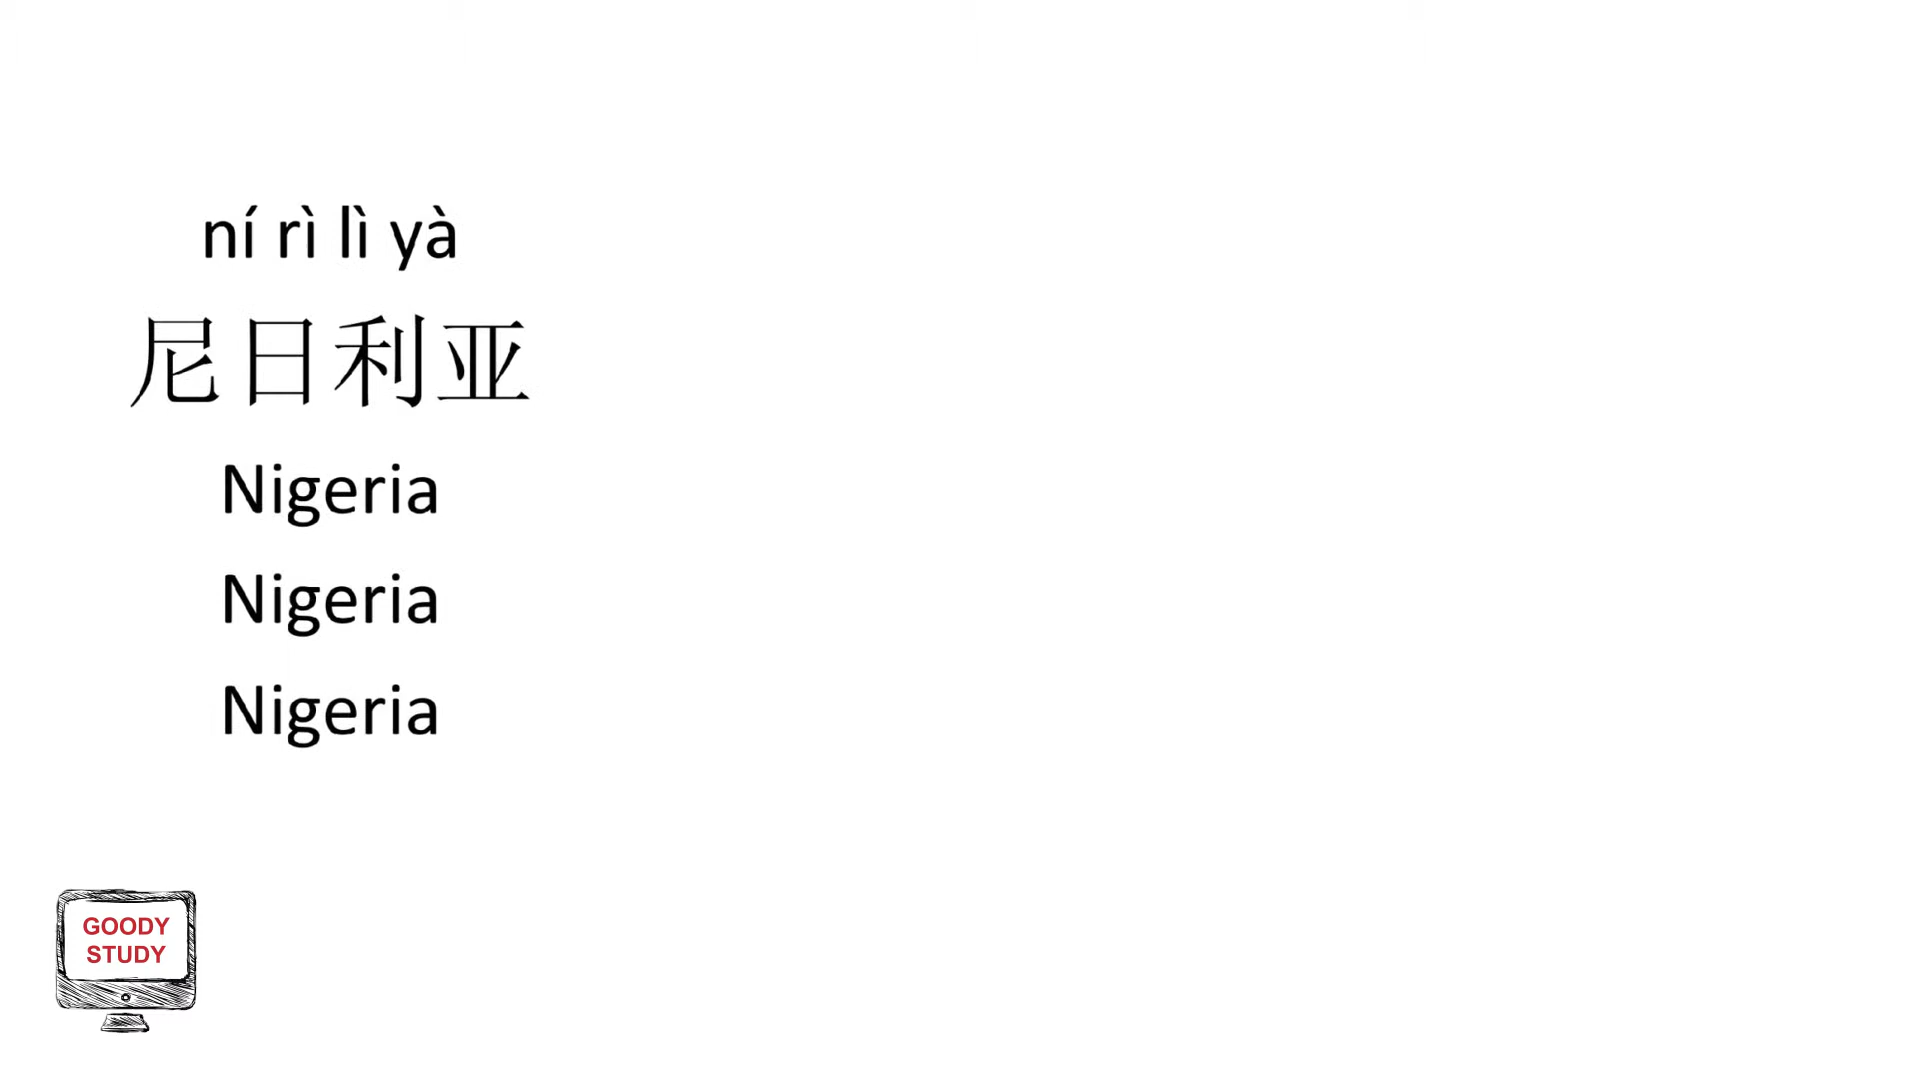 ní rì lì yà
尼日利亚
Nigeria
Nigeria
Nigeria
GOODY
STUDY